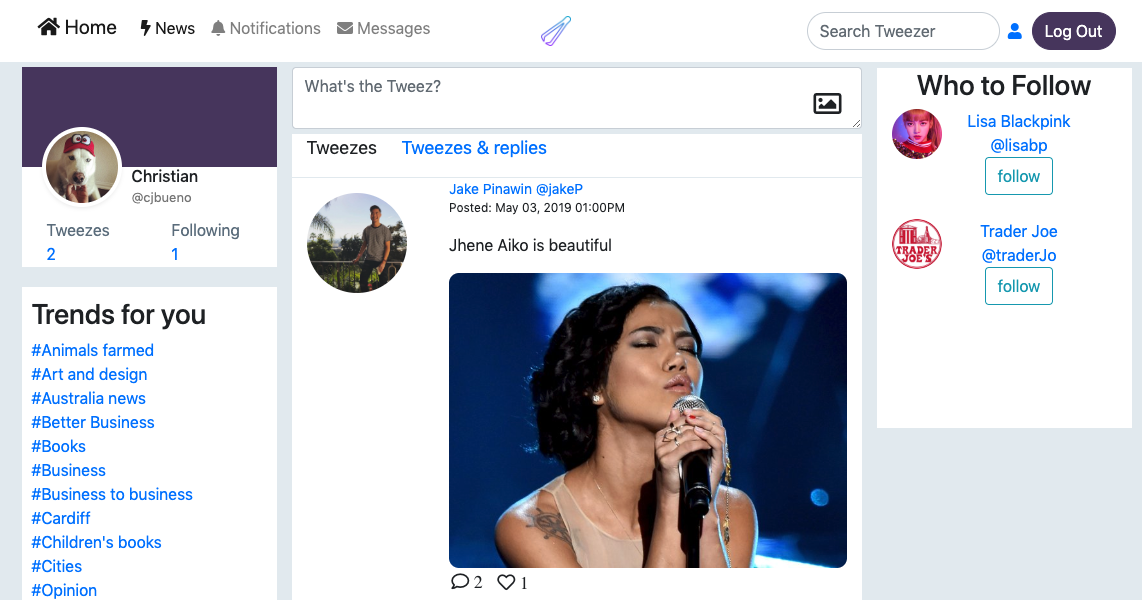 Home
News
Notifications
Messages
Search Tweezer
Log Out
Christian
@cjbueno
Tweezes Following
2 1
Trends for you
#Animals farmed
#Art and design
#Australia news
#Better Business
#Books
#Business
#Business to business
#Cardiff
#Children's books
#Cities
#Opinion
What's the Tweez?
Tweezes Tweezes & replies
Jake Pinawin @jakeP
Posted: May 03, 2019 01:00PM
Jhene Aiko is beautiful
2 1
Who to Follow
Lisa Blackpink
@lisabp
follow
TRADER
JOE'S
Trader Joe
@traderJo
follow